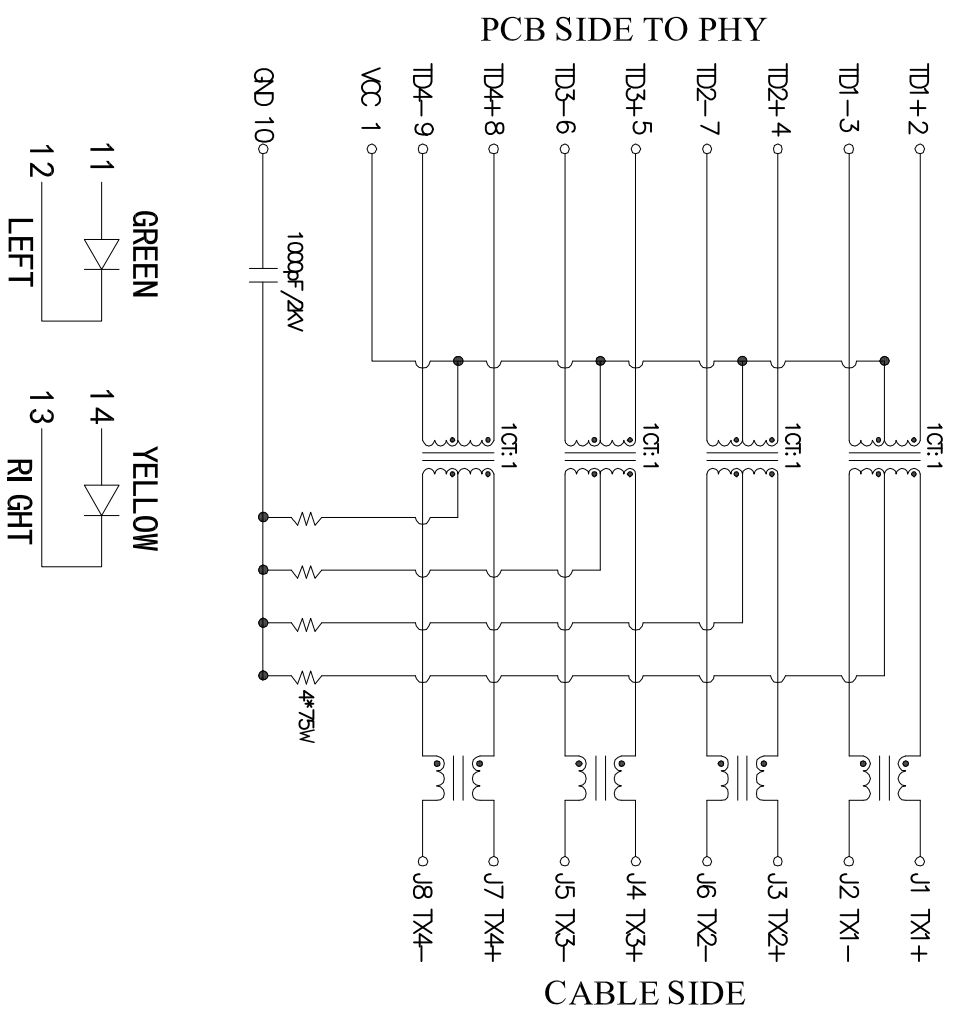 PCB SIDE TO PHY
TD1+ 2
TD1- 3
TD2+ 4
TD2- 7
TD3+ 5
TD3- 6
TD4+ 8
TD4- 9
VCC 1
GND 10
1000pF/2KV
1CT:1
1CT:1
1CT:1
1CT:1
4*75W
J1 TX1+
J2 TX1-
J3 TX2+
J6 TX2-
J4 TX3+
J5 TX3-
J7 TX4+
J8 TX4-
CABLE SIDE
GREEN
11
12
LEFT
YELLOW
14
13
RIGHT